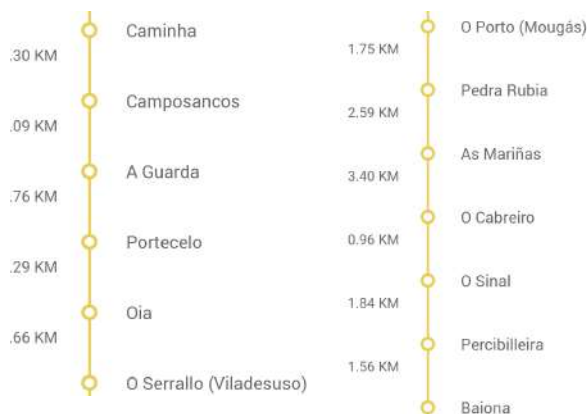 Caminha
.30 KM
Camposancos
.09 KM
A Guarda
.76 KM
Portecelo
.29 KM
Oia
.66 KM
O Serrallo (Viladesuso)
O Porto (Mougás)
1.75 KM
Pedra Rubia
2.59 KM
As Mariñas
3.40 KM
O Cabreiro
0.96 KM
O Sinal
1.84 KM
Percibilleira
1.56 KM
Baiona